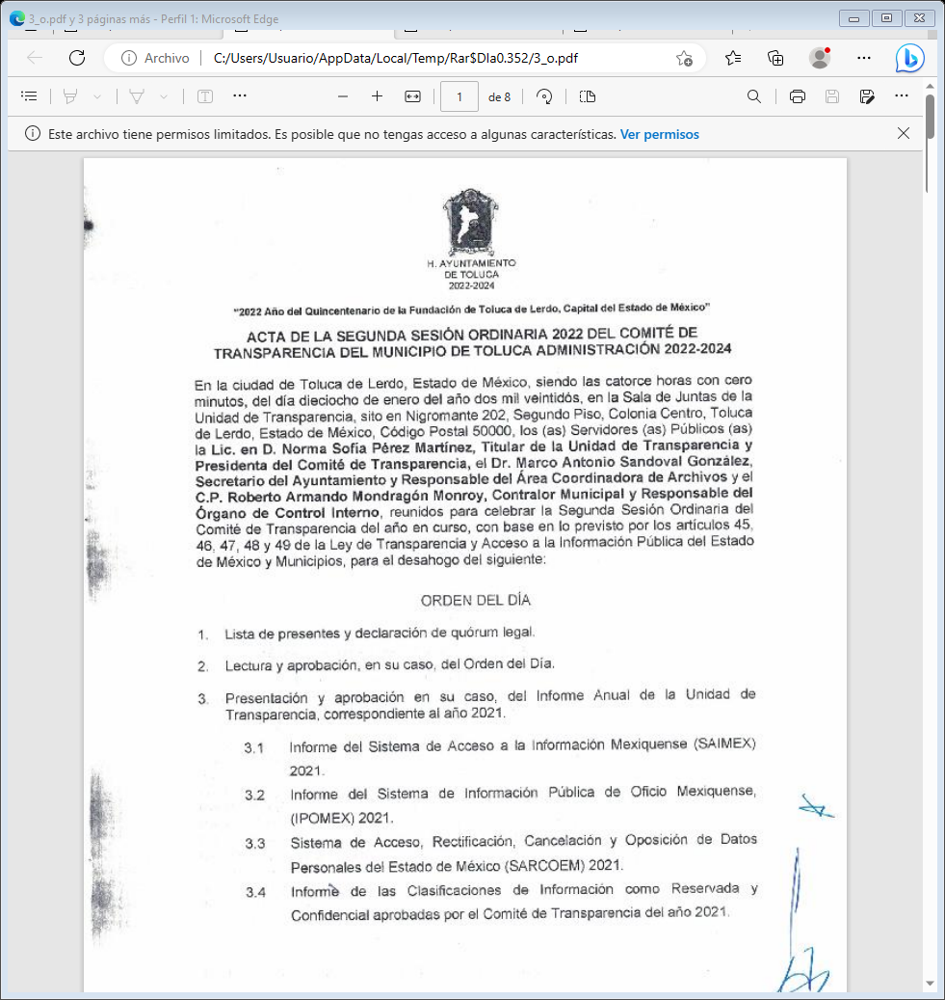 3_o.pdf y 3 páginas más - Perfil 1: Microsoft Edge
Archivo
C:/Users/Usuario/AppData/Local/Temp/Rar$DIa0.352/3_o.pdf
1 de 8
Este archivo tiene permisos limitados. Es posible que no tengas acceso a algunas características. Ver permisos
H. AYUNTAMIENTO
DE TOLUCA
2022-2024
"2022 Año del Quincentenario de la Fundación de Toluca de Lerdo, Capital del Estado de México"
ACTA DE LA SEGUNDA SESIÓN ORDINARIA 2022 DEL COMITÉ DE
TRANSPARENCIA DEL MUNICIPIO DE TOLUCA ADMINISTRACIÓN 2022-2024
En la ciudad de Toluca de Lerdo, Estado de México, siendo las catorce horas con cero
minutos, del día dieciocho de enero del año dos mil veintidós, en la Sala de Juntas de la
Unidad de Transparencia, sito en Nigromante 202, Segundo Piso, Colonia Centro, Toluca
de Lerdo, Estado de México, Código Postal 50000, los (as) Servidores (as) Públicos (as)
la Lic. en D. Norma Sofía Pérez Martínez, Titular de la Unidad de Transparencia y
Presidenta del Comité de Transparencia, el Dr. Marco Antonio Sandoval González,
Secretario del Ayuntamiento y Responsable del Área Coordinadora de Archivos y el
C.P. Roberto Armando Mondragón Monroy, Contralor Municipal y Responsable del
Órgano de Control Interno, reunidos para celebrar la Segunda Sesión Ordinaria del
Comité de Transparencia del año en curso, con base en lo previsto por los artículos 45,
46, 47, 48 y 49 de la Ley de Transparencia y Acceso a la Información Pública del Estado
de México y Municipios, para el desahogo del siguiente:
ORDEN DEL DÍA
1. Lista de presentes y declaración de quórum legal.
2. Lectura y aprobación, en su caso, del Orden del Día.
3. Presentación y aprobación en su caso, del Informe Anual de la Unidad de
Transparencia, correspondiente al año 2021.
3.1 Informe del Sistema de Acceso a la Información Mexiquense (SAIMEX)
2021.
3.2 Informe del Sistema de Información Pública de Oficio Mexiquense,
(IPOMEX) 2021.
3.3 Sistema de Acceso, Rectificación, Cancelación y Oposición de Datos
Personales del Estado de México (SARCOEM) 2021.
3.4 Informe de las Clasificaciones de Información como Reservada y
Confidencial aprobadas por el Comité de Transparencia del año 2021.